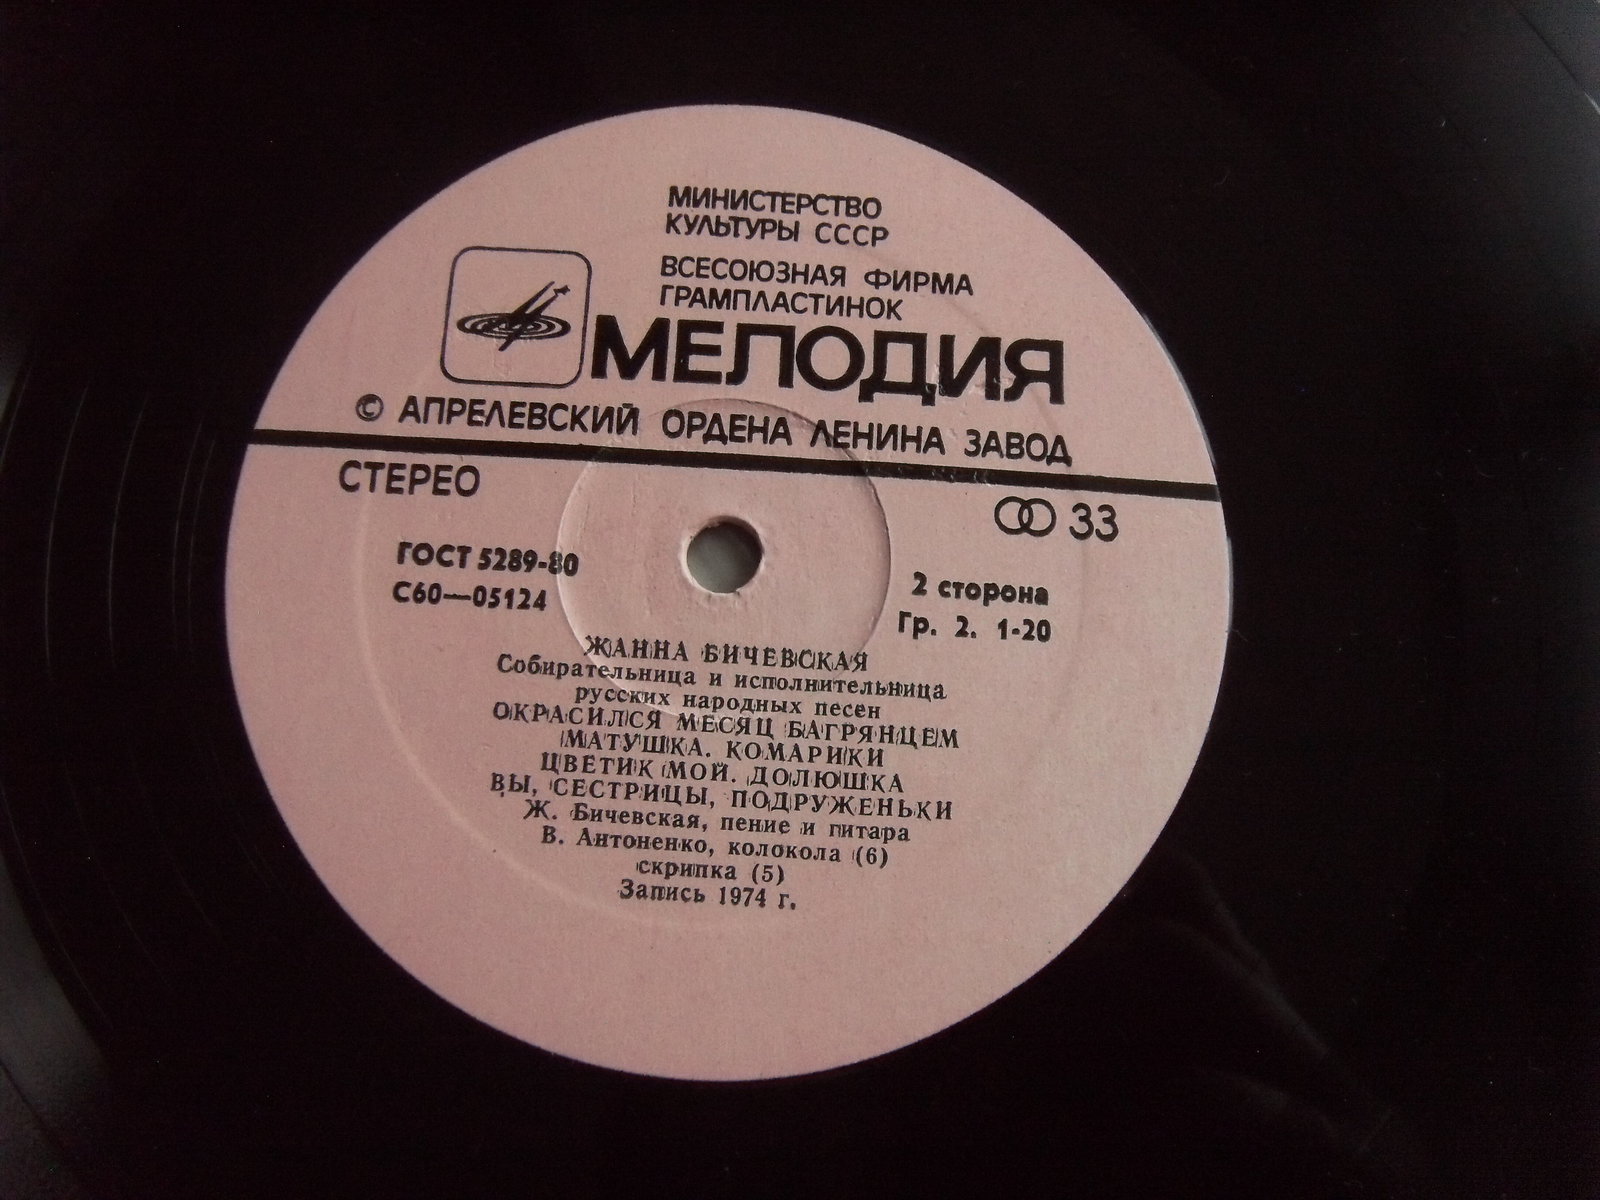 МИНИСТЕРСТВО
КУЛЬТУРЫ СССР
ВСЕСОЮЗНАЯ ФИРМА
ГРАМПЛАСТИНОК
МЕЛОДИЯ
© АПРЕЛЕВСКИЙ ОРДЕНА ЛЕНИНА ЗАВОД
СТЕРЕО
33
ГОСТ 5289-80
С60—05124
2 сторона
Гр. 2. 1-20
ЖАННА БИЧЕВСКАЯ
Собирательница и исполнительница
русских народных песен
ОКРАСИЛСЯ МЕСЯЦ БАГРЯНЦЕМ
МАТУШКА. КОМАРИКИ
ЦВЕТИК МОЙ. ДОЛЮШКА
ВЫ, СЕСТРИЦЫ, ПОДРУЖЕНЬКИ
Ж. Бичевская, пение и гитара
В. Антоненко, колокола (6)
скрипка (5)
Запись 1974 г.